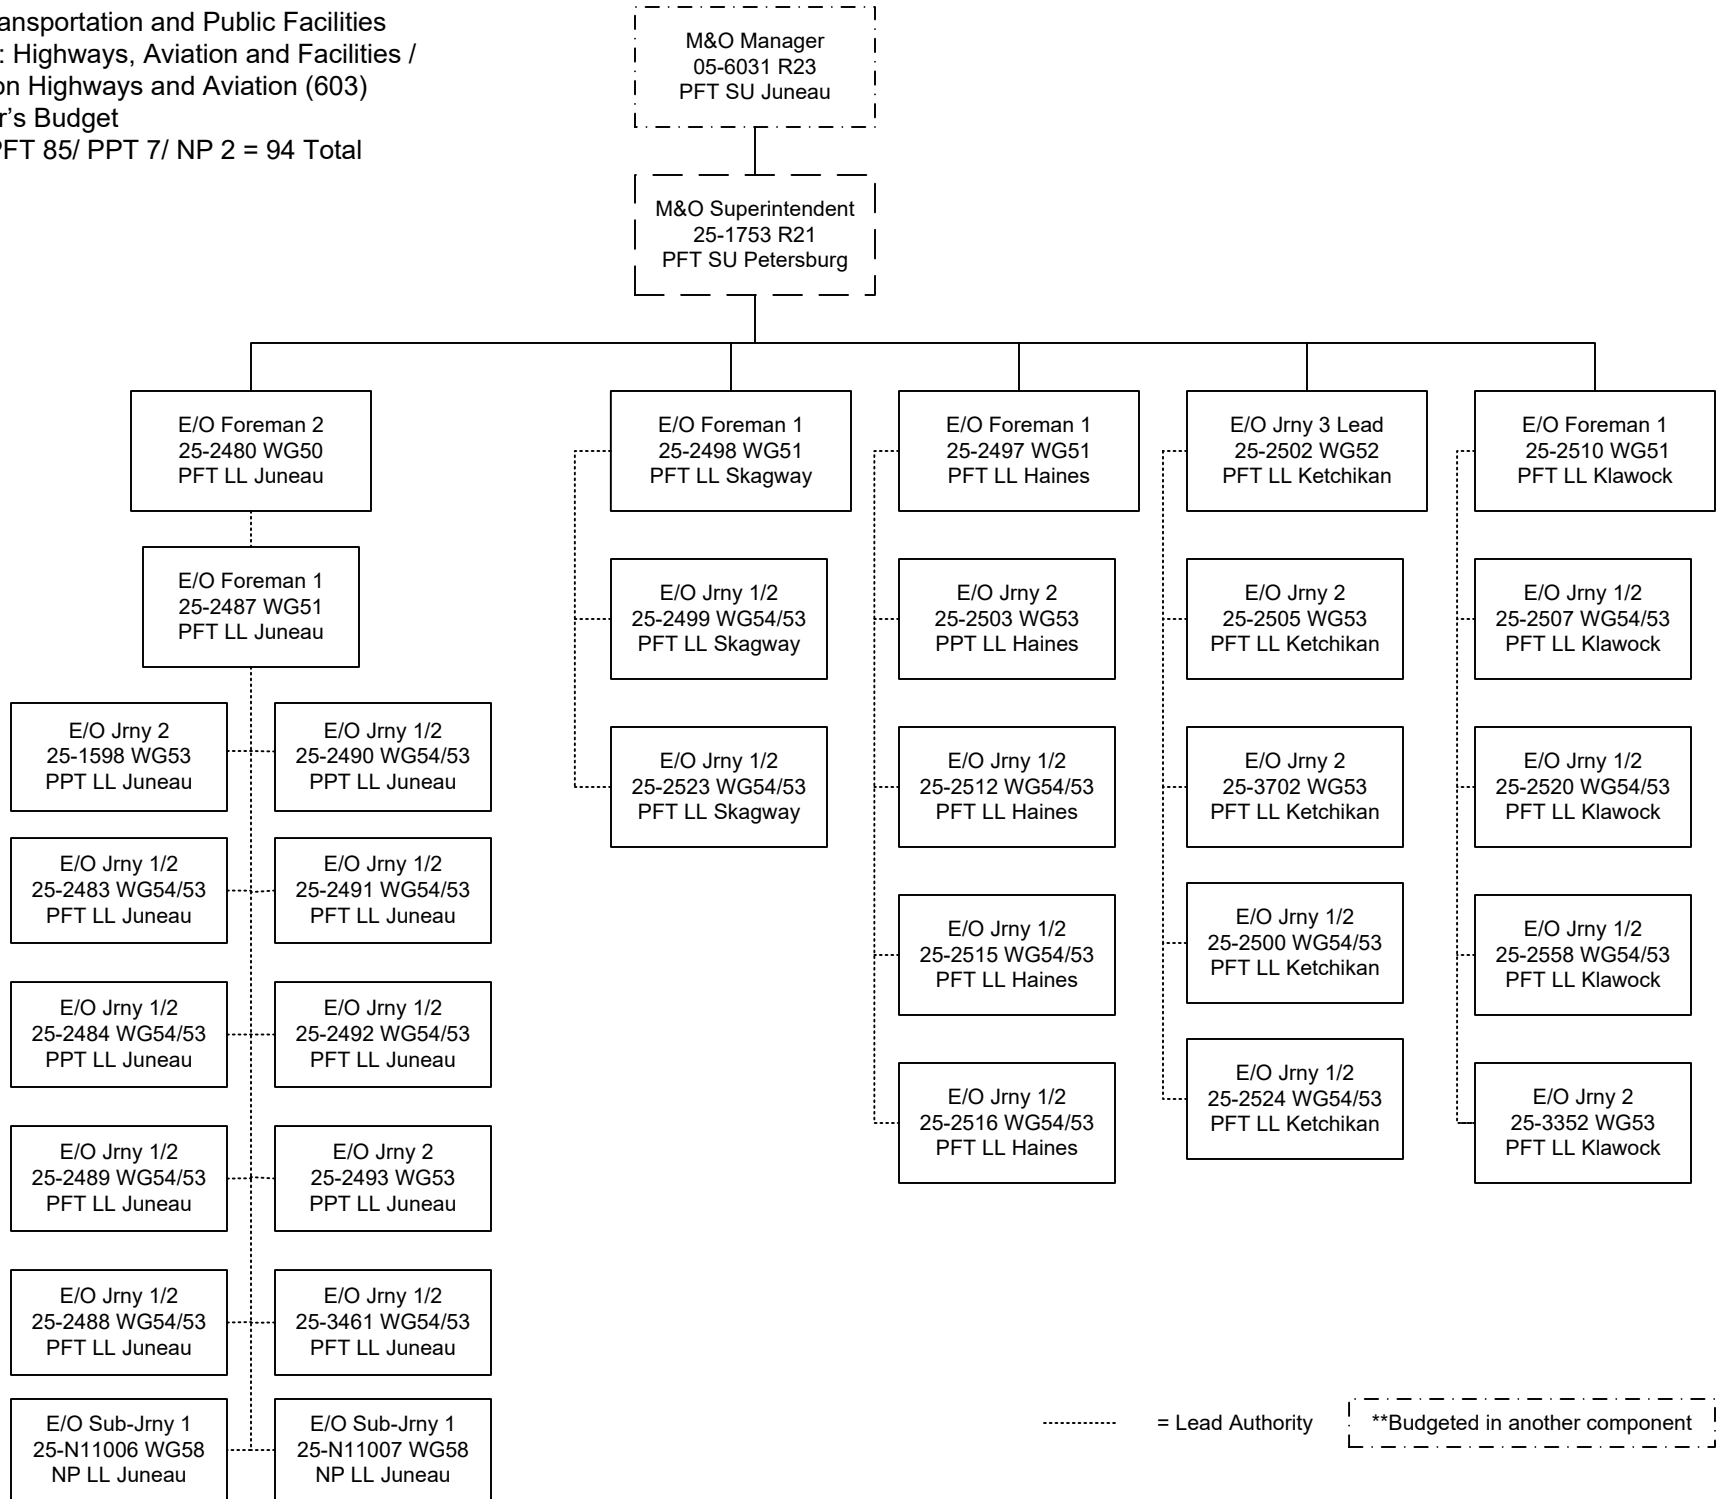 ansportation and Public Facilities
: Highways, Aviation and Facilities /
on Highways and Aviation (603)
r's Budget
PFT 85/ PPT 7/ NP 2 = 94 Total
M&O Manager
05-6031 R23
PFT SU Juneau
M&O Superintendent
25-1753 R21
PFT SU Petersburg
E/O Foreman 2
25-2480 WG50
PFT LL Juneau
E/O Foreman 1
25-2487 WG51
PFT LL Juneau
E/O Jrny 2
25-1598 WG53
PPT LL Juneau
E/O Jrny 1/2
25-2490 WG54/53
PPT LL Juneau
E/O Jrny 1/2
25-2483 WG54/53
PFT LL Juneau
E/O Jrny 1/2
25-2491 WG54/53
PFT LL Juneau
E/O Jrny 1/2
25-2484 WG54/53
PPT LL Juneau
E/O Jrny 1/2
25-2492 WG54/53
PFT LL Juneau
E/O Jrny 1/2
25-2489 WG54/53
PFT LL Juneau
E/O Jrny 2
25-2493 WG53
PPT LL Juneau
E/O Jrny 1/2
25-2488 WG54/53
PFT LL Juneau
E/O Jrny 1/2
25-3461 WG54/53
PFT LL Juneau
E/O Sub-Jrny 1
25-N11006 WG58
NP LL Juneau
E/O Sub-Jrny 1
25-N11007 WG58
NP LL Juneau
E/O Foreman 1
25-2498 WG51
PFT LL Skagway
E/O Jrny 1/2
25-2499 WG54/53
PFT LL Skagway
E/O Jrny 1/2
25-2523 WG54/53
PFT LL Skagway
E/O Foreman 1
25-2497 WG51
PFT LL Haines
E/O Jrny 2
25-2503 WG53
PPT LL Haines
E/O Jrny 1/2
25-2512 WG54/53
PFT LL Haines
E/O Jrny 1/2
25-2515 WG54/53
PFT LL Haines
E/O Jrny 1/2
25-2516 WG54/53
PFT LL Haines
E/O Jrny 3 Lead
25-2502 WG52
PFT LL Ketchikan
E/O Jrny 2
25-2505 WG53
PFT LL Ketchikan
E/O Jrny 2
25-3702 WG53
PFT LL Ketchikan
E/O Jrny 1/2
25-2500 WG54/53
PFT LL Ketchikan
E/O Jrny 1/2
25-2524 WG54/53
PFT LL Ketchikan
E/O Foreman 1
25-2510 WG51
PFT LL Klawock
E/O Jrny 1/2
25-2507 WG54/53
PFT LL Klawock
E/O Jrny 1/2
25-2520 WG54/53
PFT LL Klawock
E/O Jrny 1/2
25-2558 WG54/53
PFT LL Klawock
E/O Jrny 2
25-3352 WG53
PFT LL Klawock
= Lead Authority
**Budgeted in another component